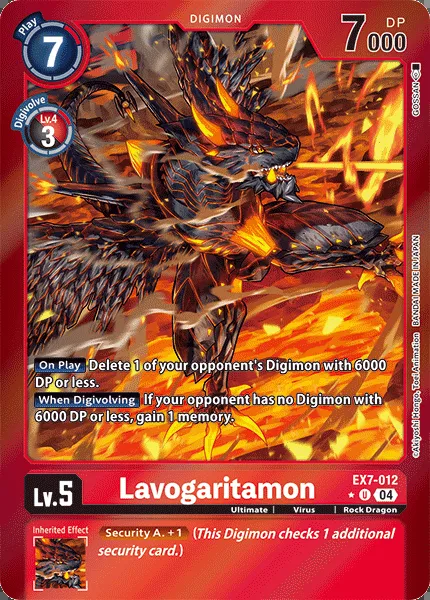 Play
7
DIGIMON
DP
7000
Digivolve
Lv.4
3
GOSSAN
©Akiyoshi Hongo, Toei Animation BANDAI MADE IN JAPAN
On Play Delete 1 of your opponent's Digimon with 6000
DP or less.
When Digivolving If your opponent has no Digimon with
6000 DP or less, gain 1 memory.
Lv.5
Lavogaritamon
EX7-012
U 04
Ultimate | Virus | Rock Dragon
Inherited Effect
Security A. +1 (This Digimon checks 1 additional
security card.)